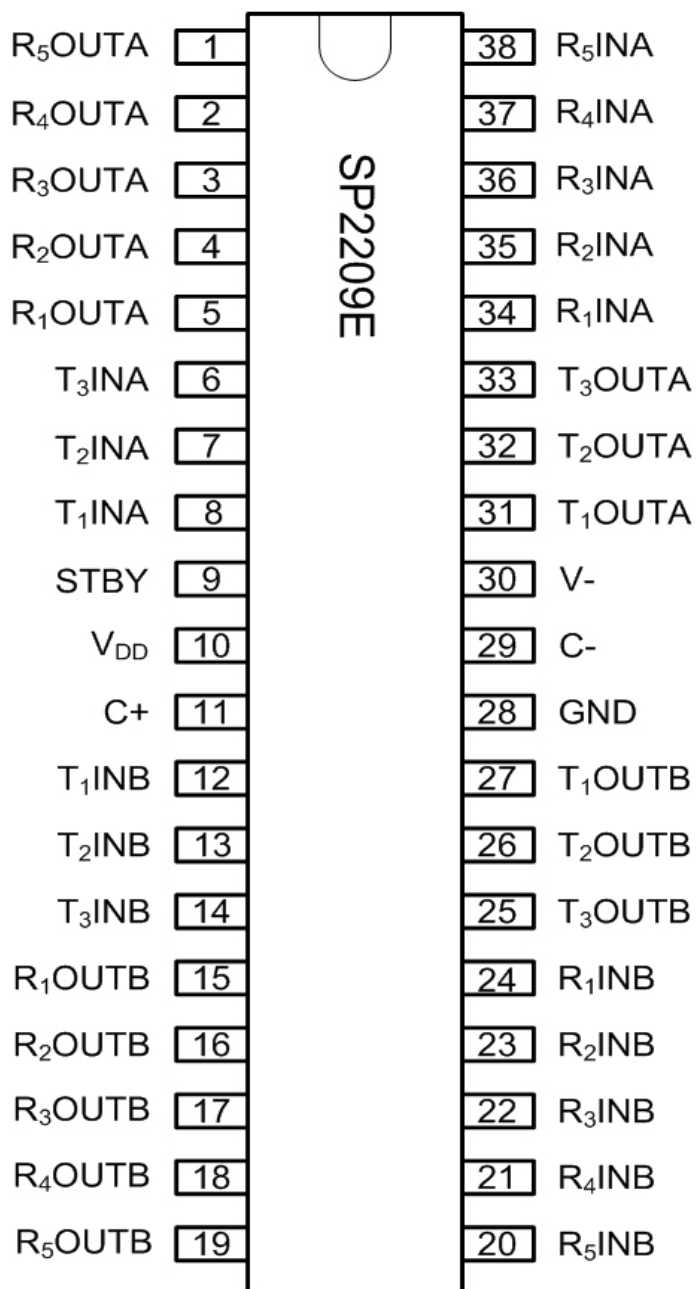 R₅OUTA 1 38 R₅INA
R₄OUTA 2 37 R₄INA
R₃OUTA 3 36 R₃INA
R₂OUTA 4 35 R₂INA
R₁OUTA 5 34 R₁INA
T₃INA 6 33 T₃OUTA
T₂INA 7 32 T₂OUTA
T₁INA 8 31 T₁OUTA
STBY 9 30 V-
V_DD 10 29 C-
C+ 11 28 GND
T₁INB 12 27 T₁OUTB
T₂INB 13 26 T₂OUTB
T₃INB 14 25 T₃OUTB
R₁OUTB 15 24 R₁INB
R₂OUTB 16 23 R₂INB
R₃OUTB 17 22 R₃INB
R₄OUTB 18 21 R₄INB
R₅OUTB 19 20 R₅INB
SP2209E